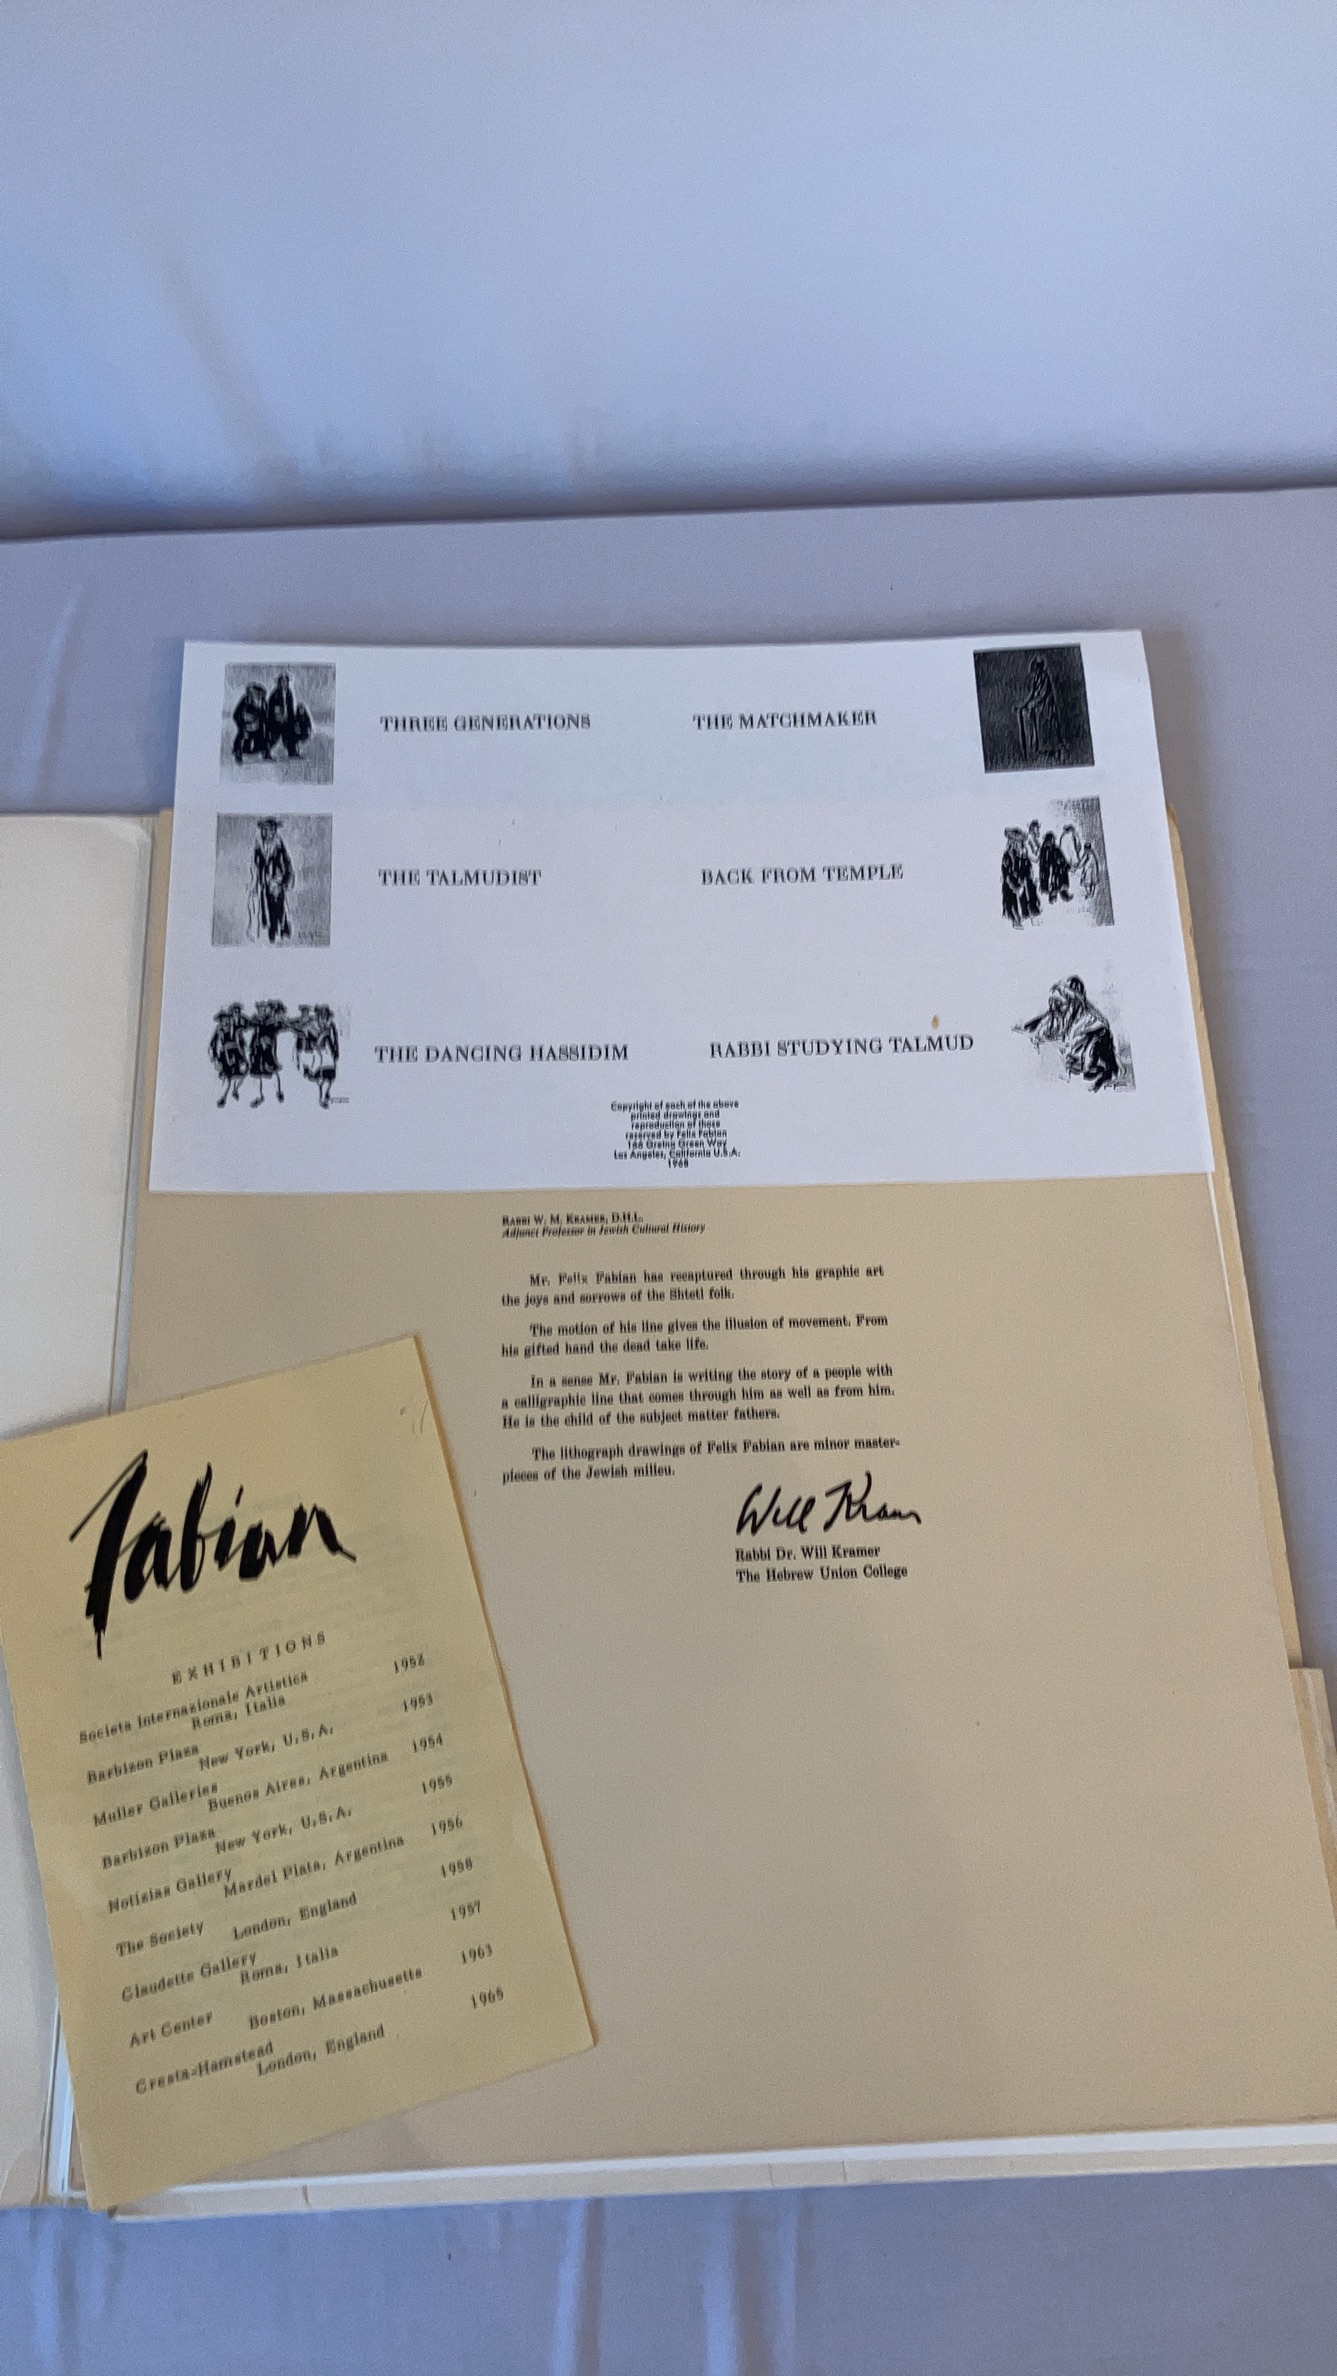 THREE GENERATIONS
THE MATCHMAKER
THE TALMUDIST
BACK FROM TEMPLE
THE DANCING HASSIDIM
RABBI STUDYING TALMUD
Copyright of each of the above
printed drawings and
reproduction of those
reserved by Felix Fabian
166 Gretna Green Way
Los Angeles, California U.S.A.
1968
RABBI W. M. KRAMER, D.H.L.
Adjunct Professor in Jewish Cultural History
Mr. Felix Fabian has recaptured through his graphic art
the joys and sorrows of the Shtetl folk.
The motion of his line gives the illusion of movement. From
his gifted hand the dead take life.
In a sense Mr. Fabian is writing the story of a people with
a calligraphic line that comes through him as well as from him.
He is the child of the subject matter fathers.
The lithograph drawings of Felix Fabian are minor master-
pieces of the Jewish milieu.
Will Kramer
Rabbi Dr. Will Kramer
The Hebrew Union College
Fabian
EXHIBITIONS
Societa Internazionale Artistica 1952
Roma, Italia
Barbizon Plaza 1953
New York, U.S.A.
Muller Galleries 1954
Buenos Aires, Argentina
Barbizon Plaza 1955
New York, U.S.A.
Notizias Gallery 1956
Mardel Plata, Argentina
The Society London, England 1958
Claudette Gallery 1957
Roma, Italia
Art Center Boston, Massachusetts 1963
Cresta-Hamstead 1965
London, England